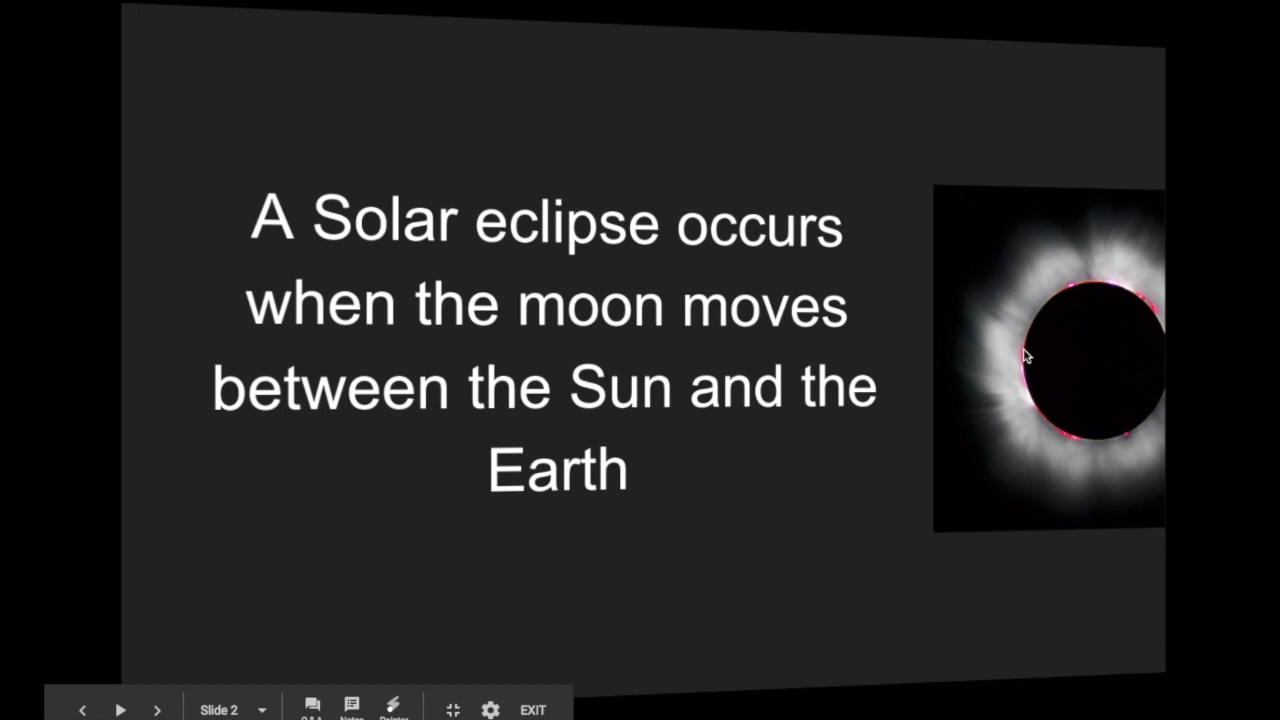 A Solar eclipse occurs
when the moon moves
between the Sun and the
Earth
Slide 2
EXIT